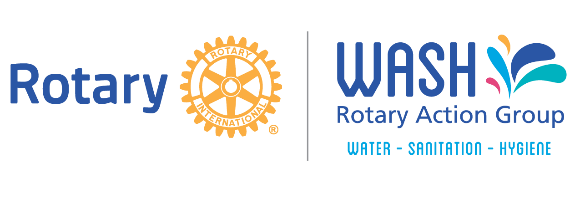 Rotary
ROTARY
INTERNATIONAL
®
WASH
Rotary Action Group
WATER - SANITATION - HYGIENE